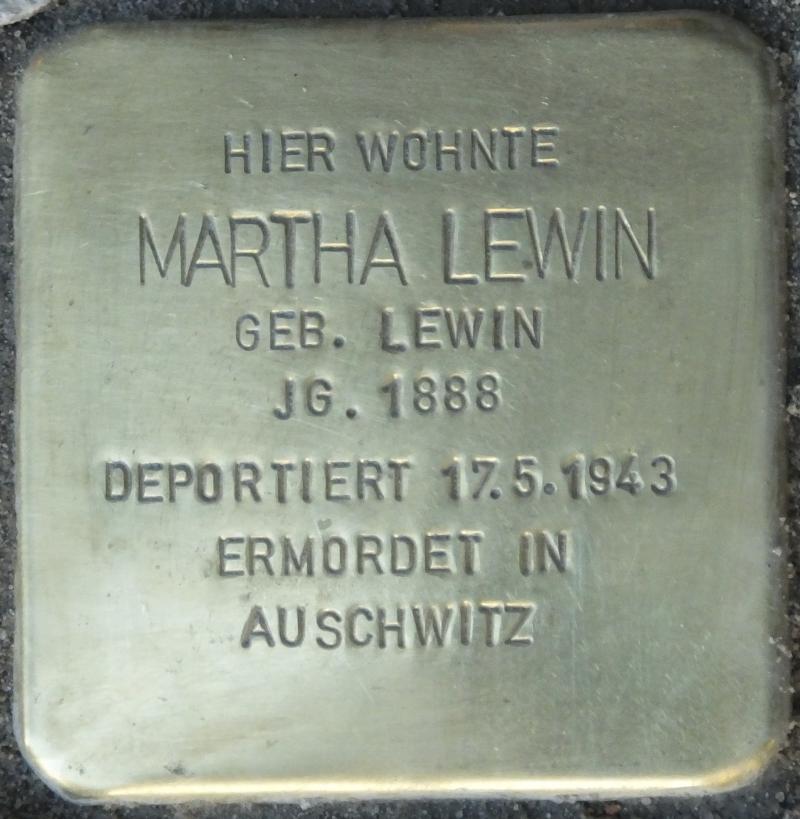 HIER WOHNTE
MARTHA LEWIN
GEB. LEWIN
JG. 1888
DEPORTIERT 17.5.1943
ERMORDET IN
AUSCHWITZ